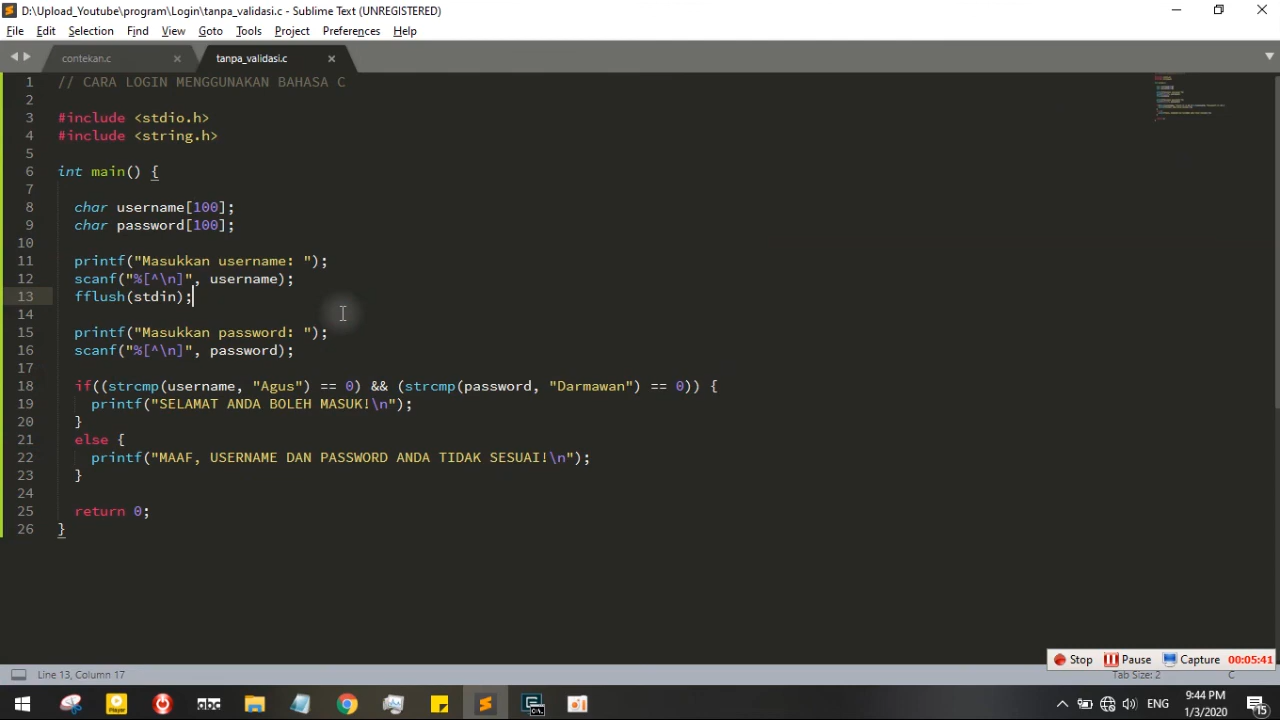 D:\Upload_Youtube\program\Login\tanpa_validasi.c - Sublime Text (UNREGISTERED)
File Edit Selection Find View Goto Tools Project Preferences Help
contekan.c tanpa_validasi.c
1 // CARA LOGIN MENGGUNAKAN BAHASA C
2
3 #include <stdio.h>
4 #include <string.h>
5
6 int main() {
7
8 char username[100];
9 char password[100];
10
11 printf("Masukkan username: ");
12 scanf("%[^\n]", username);
13 fflush(stdin);
14
15 printf("Masukkan password: ");
16 scanf("%[^\n]", password);
17
18 if((strcmp(username, "Agus") == 0) && (strcmp(password, "Darmawan") == 0)) {
19 printf("SELAMAT ANDA BOLEH MASUK!\n");
20 }
21 else {
22 printf("MAAF, USERNAME DAN PASSWORD ANDA TIDAK SESUAI!\n");
23 }
24
25 return 0;
26 }
00:05:41
Stop Pause Capture
Line 13, Column 17 Tab Size: 2 C
Player abc C:\. ENG 9:44 PM
1/3/2020 15